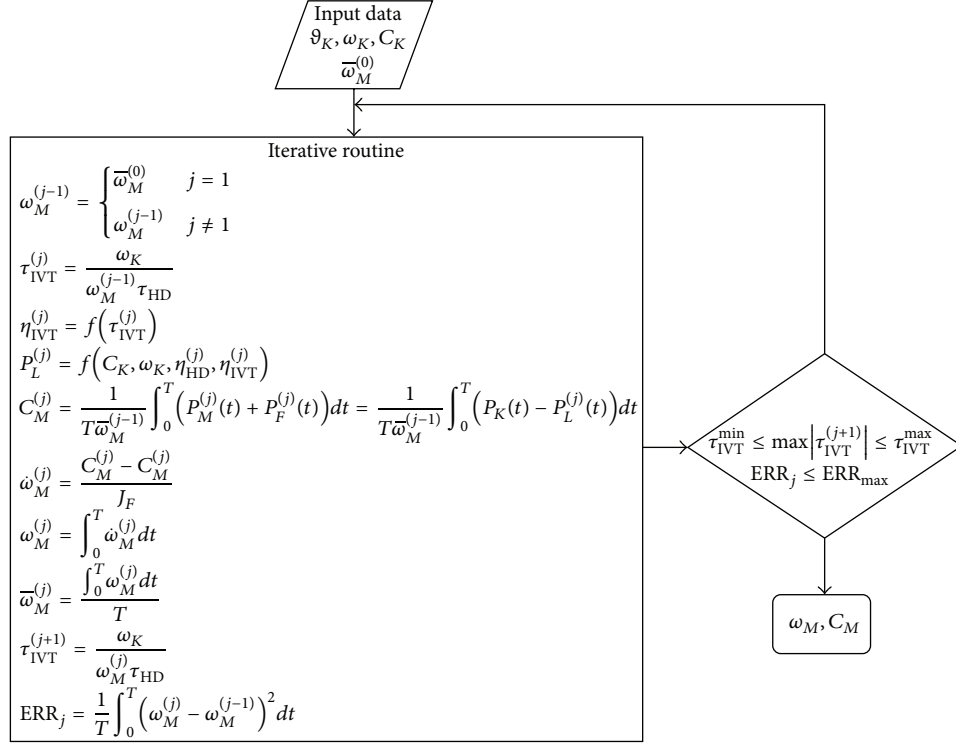 Input data
ϑ_K, ω_K, C_K
ω̅_M^(0)
Iterative routine
ω_M^(j−1) = { ω̅_M^(0) j = 1
ω_M^(j−1) j ≠ 1
τ_IVT^(j) = ω_K / (ω_M^(j−1) τ_HD)
η_IVT^(j) = f(τ_IVT^(j))
P_L^(j) = f(C_K, ω_K, η_HD^(j), η_IVT^(j))
C_M^(j) = 1 / (T ω̅_M^(j−1)) ∫_0^T (P_M^(j)(t) + P_F^(j)(t)) dt = 1 / (T ω̅_M^(j−1)) ∫_0^T (P_K(t) − P_L^(j)(t)) dt
ω̇_M^(j) = (C_M^(j) − C_M^(j)) / J_F
ω_M^(j) = ∫_0^T ω̇_M^(j) dt
ω̅_M^(j) = ∫_0^T ω_M^(j) dt / T
τ_IVT^(j+1) = ω_K / (ω_M^(j) τ_HD)
ERR_j = 1/T ∫_0^T (ω_M^(j) − ω_M^(j−1))^2 dt
τ_IVT^min ≤ max|τ_IVT^(j+1)| ≤ τ_IVT^max
ERR_j ≤ ERR_max
ω_M, C_M